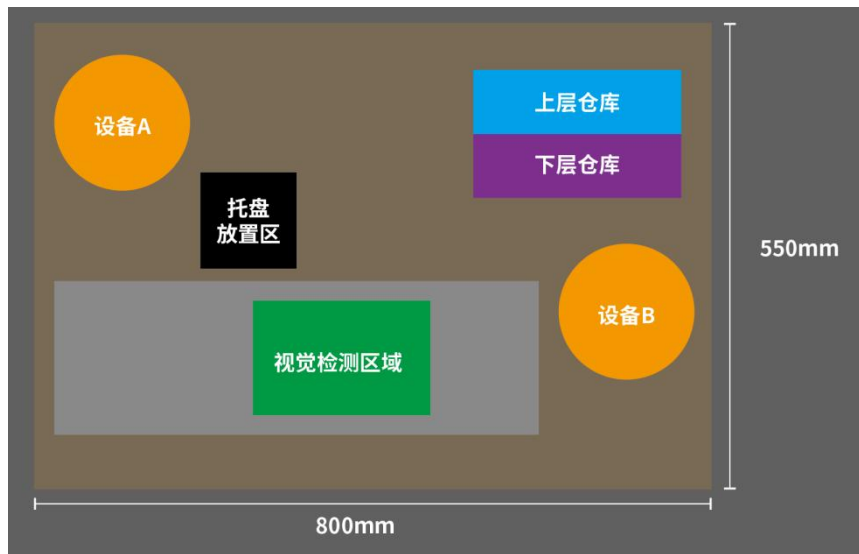 设备A
上层仓库
下层仓库
托盘
放置区
550mm
设备B
视觉检测区域
800mm